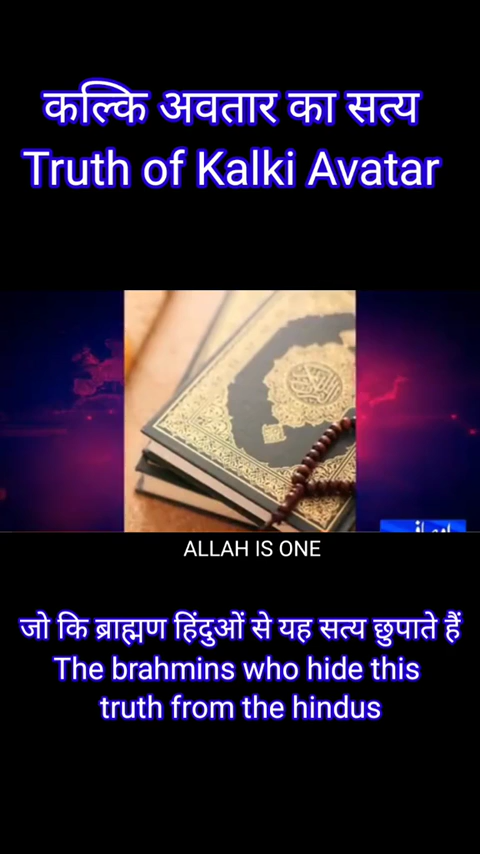 कल्कि अवतार का सत्य
Truth of Kalki Avatar
ALLAH IS ONE
जो कि ब्राह्मण हिंदुओं से यह सत्य छुपाते हैं
The brahmins who hide this
truth from the hindus